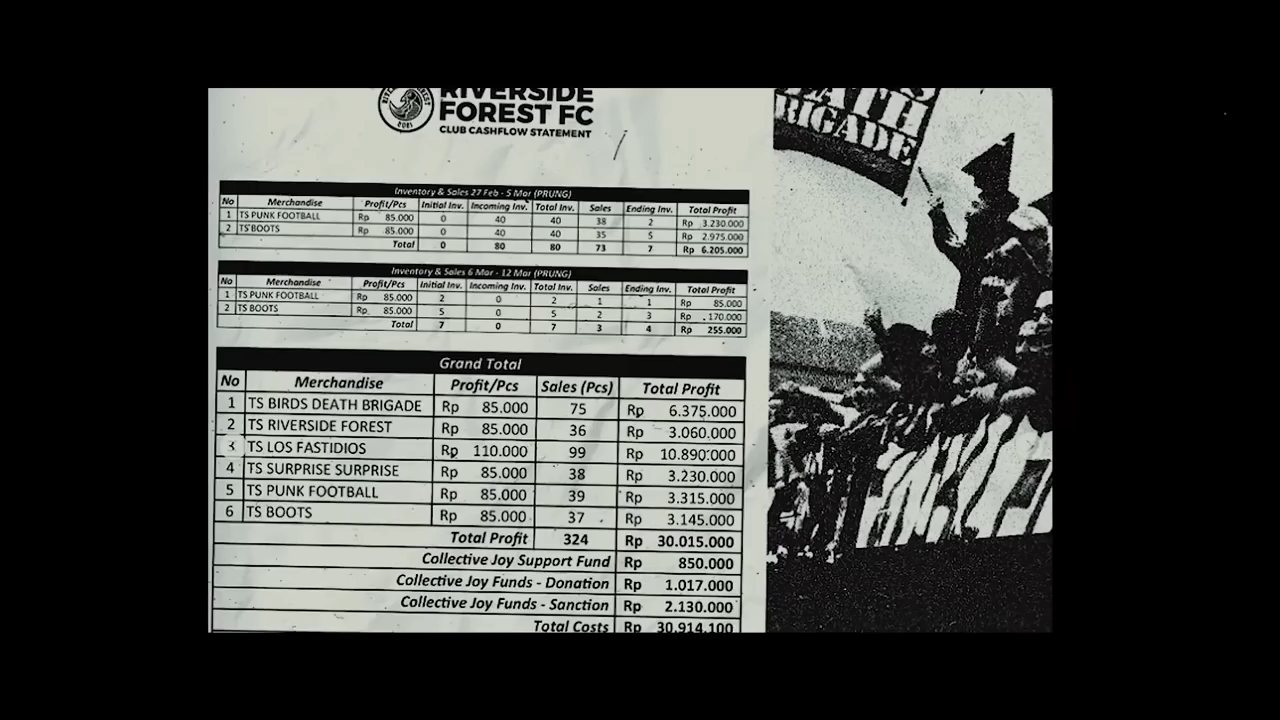 RIVERSIDE
FOREST FC
2021
CLUB CASHFLOW STATEMENT
Inventory & Sales 27 Feb - 5 Mar (PRUNG)
No Merchandise Profit/Pcs Initial Inv. Incoming Inv. Total Inv. Sales Ending Inv. Total Profit
1 TS PUNK FOOTBALL Rp 85.000 0 40 40 38 2 Rp 3.230.000
2 TS BOOTS Rp 85.000 0 40 40 35 5 Rp 2.975.000
Total 0 80 80 73 7 Rp 6.205.000
Inventory & Sales 6 Mar - 12 Mar (PRUNG)
No Merchandise Profit/Pcs Initial Inv. Incoming Inv. Total Inv. Sales Ending Inv. Total Profit
1 TS PUNK FOOTBALL Rp 85.000 2 0 2 1 1 Rp 85.000
2 TS BOOTS Rp 85.000 5 0 5 2 3 Rp 170.000
Total 7 0 7 3 4 Rp 255.000
Grand Total
No Merchandise Profit/Pcs Sales (Pcs) Total Profit
1 TS BIRDS DEATH BRIGADE Rp 85.000 75 Rp 6.375.000
2 TS RIVERSIDE FOREST Rp 85.000 36 Rp 3.060.000
3 TS LOS FASTIDIOS Rp 110.000 99 Rp 10.890.000
4 TS SURPRISE SURPRISE Rp 85.000 38 Rp 3.230.000
5 TS PUNK FOOTBALL Rp 85.000 39 Rp 3.315.000
6 TS BOOTS Rp 85.000 37 Rp 3.145.000
Total Profit 324 Rp 30.015.000
Collective Joy Support Fund Rp 850.000
Collective Joy Funds - Donation Rp 1.017.000
Collective Joy Funds - Sanction Rp 2.130.000
Total Costs Rp 30.914.100
BRIGADE